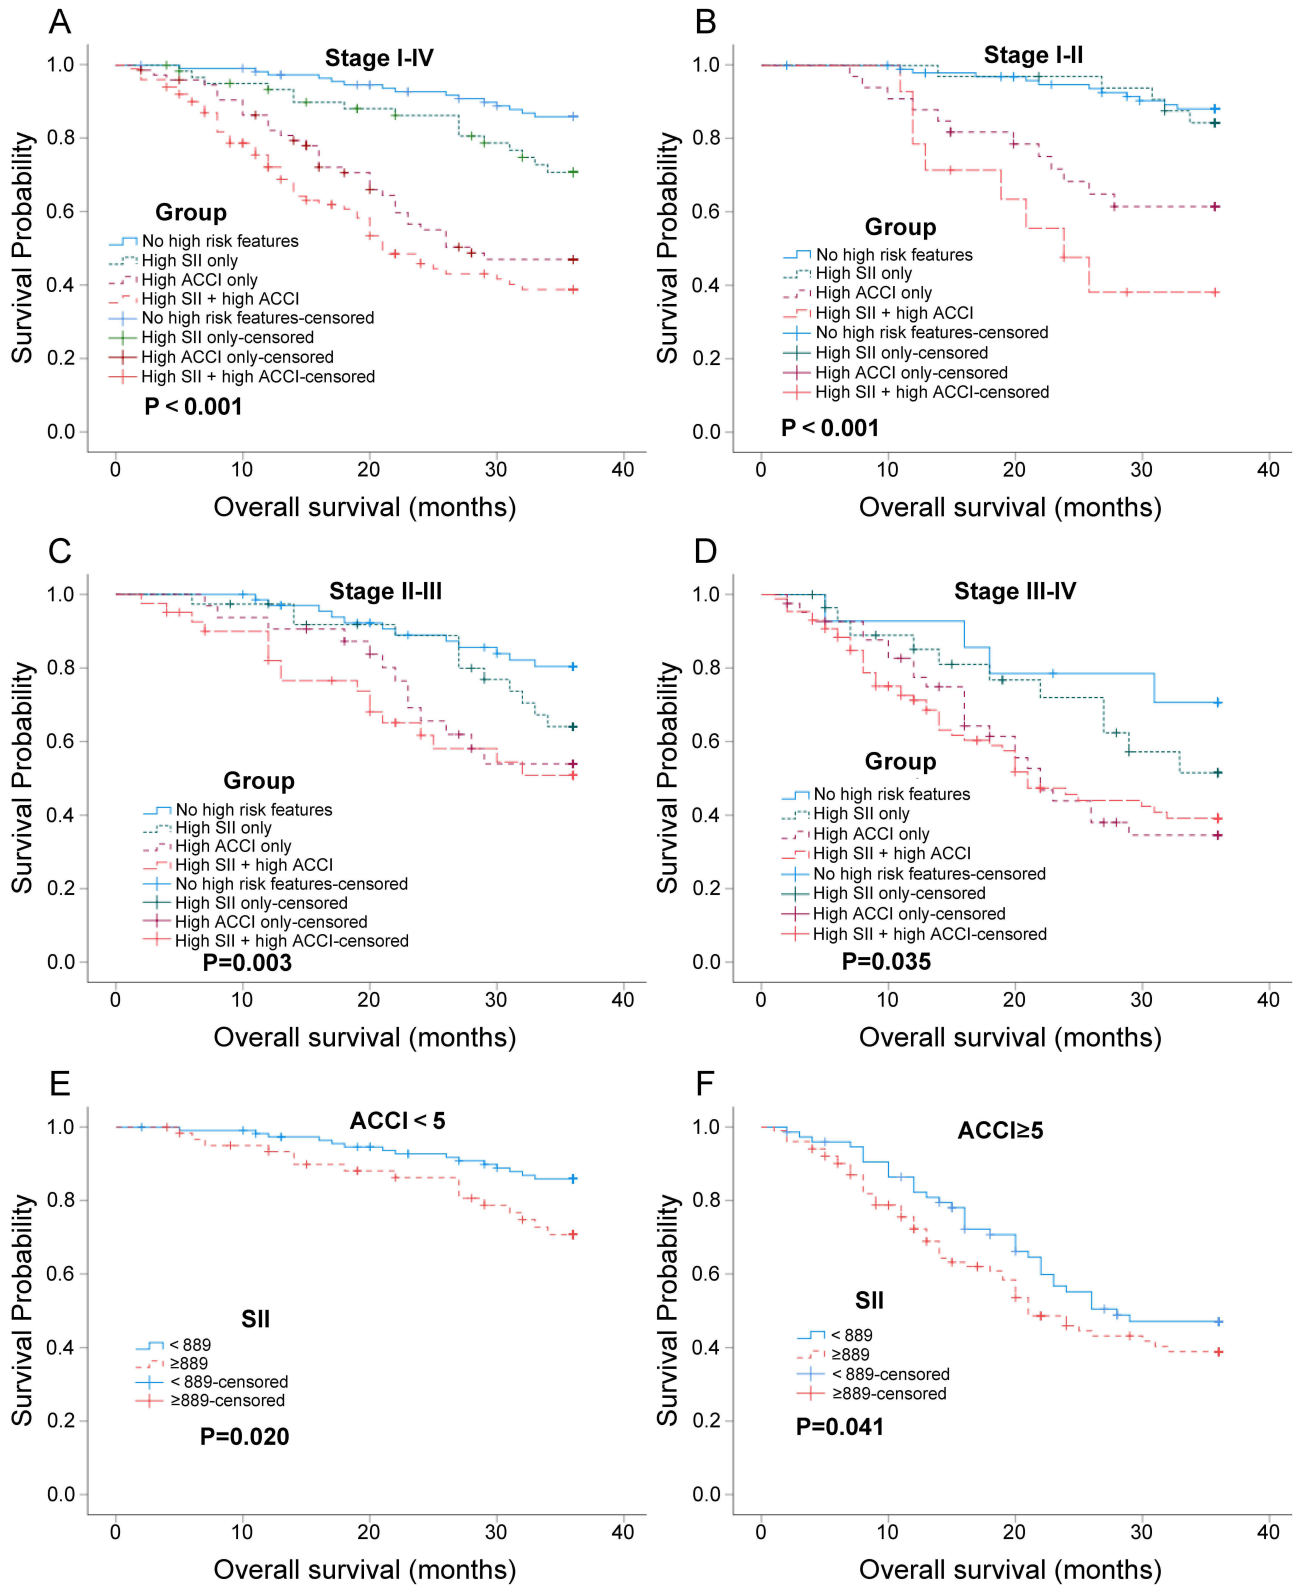 A
Stage I-IV
1.0
0.8
0.6
0.4
0.2
0.0
Survival Probability
Group
No high risk features
High SII only
High ACCI only
High SII + high ACCI
No high risk features-censored
High SII only-censored
High ACCI only-censored
High SII + high ACCI-censored
P < 0.001
0 10 20 30 40
Overall survival (months)
B
Stage I-II
1.0
0.8
0.6
0.4
0.2
0.0
Survival Probability
Group
No high risk features
High SII only
High ACCI only
High SII + high ACCI
No high risk features-censored
High SII only-censored
High ACCI only-censored
High SII + high ACCI-censored
P < 0.001
0 10 20 30 40
Overall survival (months)
C
Stage II-III
1.0
0.8
0.6
0.4
0.2
0.0
Survival Probability
Group
No high risk features
High SII only
High ACCI only
High SII + high ACCI
No high risk features-censored
High SII only-censored
High ACCI only-censored
High SII + high ACCI-censored
P=0.003
0 10 20 30 40
Overall survival (months)
D
Stage III-IV
1.0
0.8
0.6
0.4
0.2
0.0
Survival Probability
Group
No high risk features
High SII only
High ACCI only
High SII + high ACCI
No high risk features-censored
High SII only-censored
High ACCI only-censored
High SII + high ACCI-censored
P=0.035
0 10 20 30 40
Overall survival (months)
E
ACCI < 5
1.0
0.8
0.6
0.4
0.2
0.0
Survival Probability
SII
< 889
≥889
< 889-censored
≥889-censored
P=0.020
0 10 20 30 40
Overall survival (months)
F
ACCI≥5
1.0
0.8
0.6
0.4
0.2
0.0
Survival Probability
SII
< 889
≥889
< 889-censored
≥889-censored
P=0.041
0 10 20 30 40
Overall survival (months)